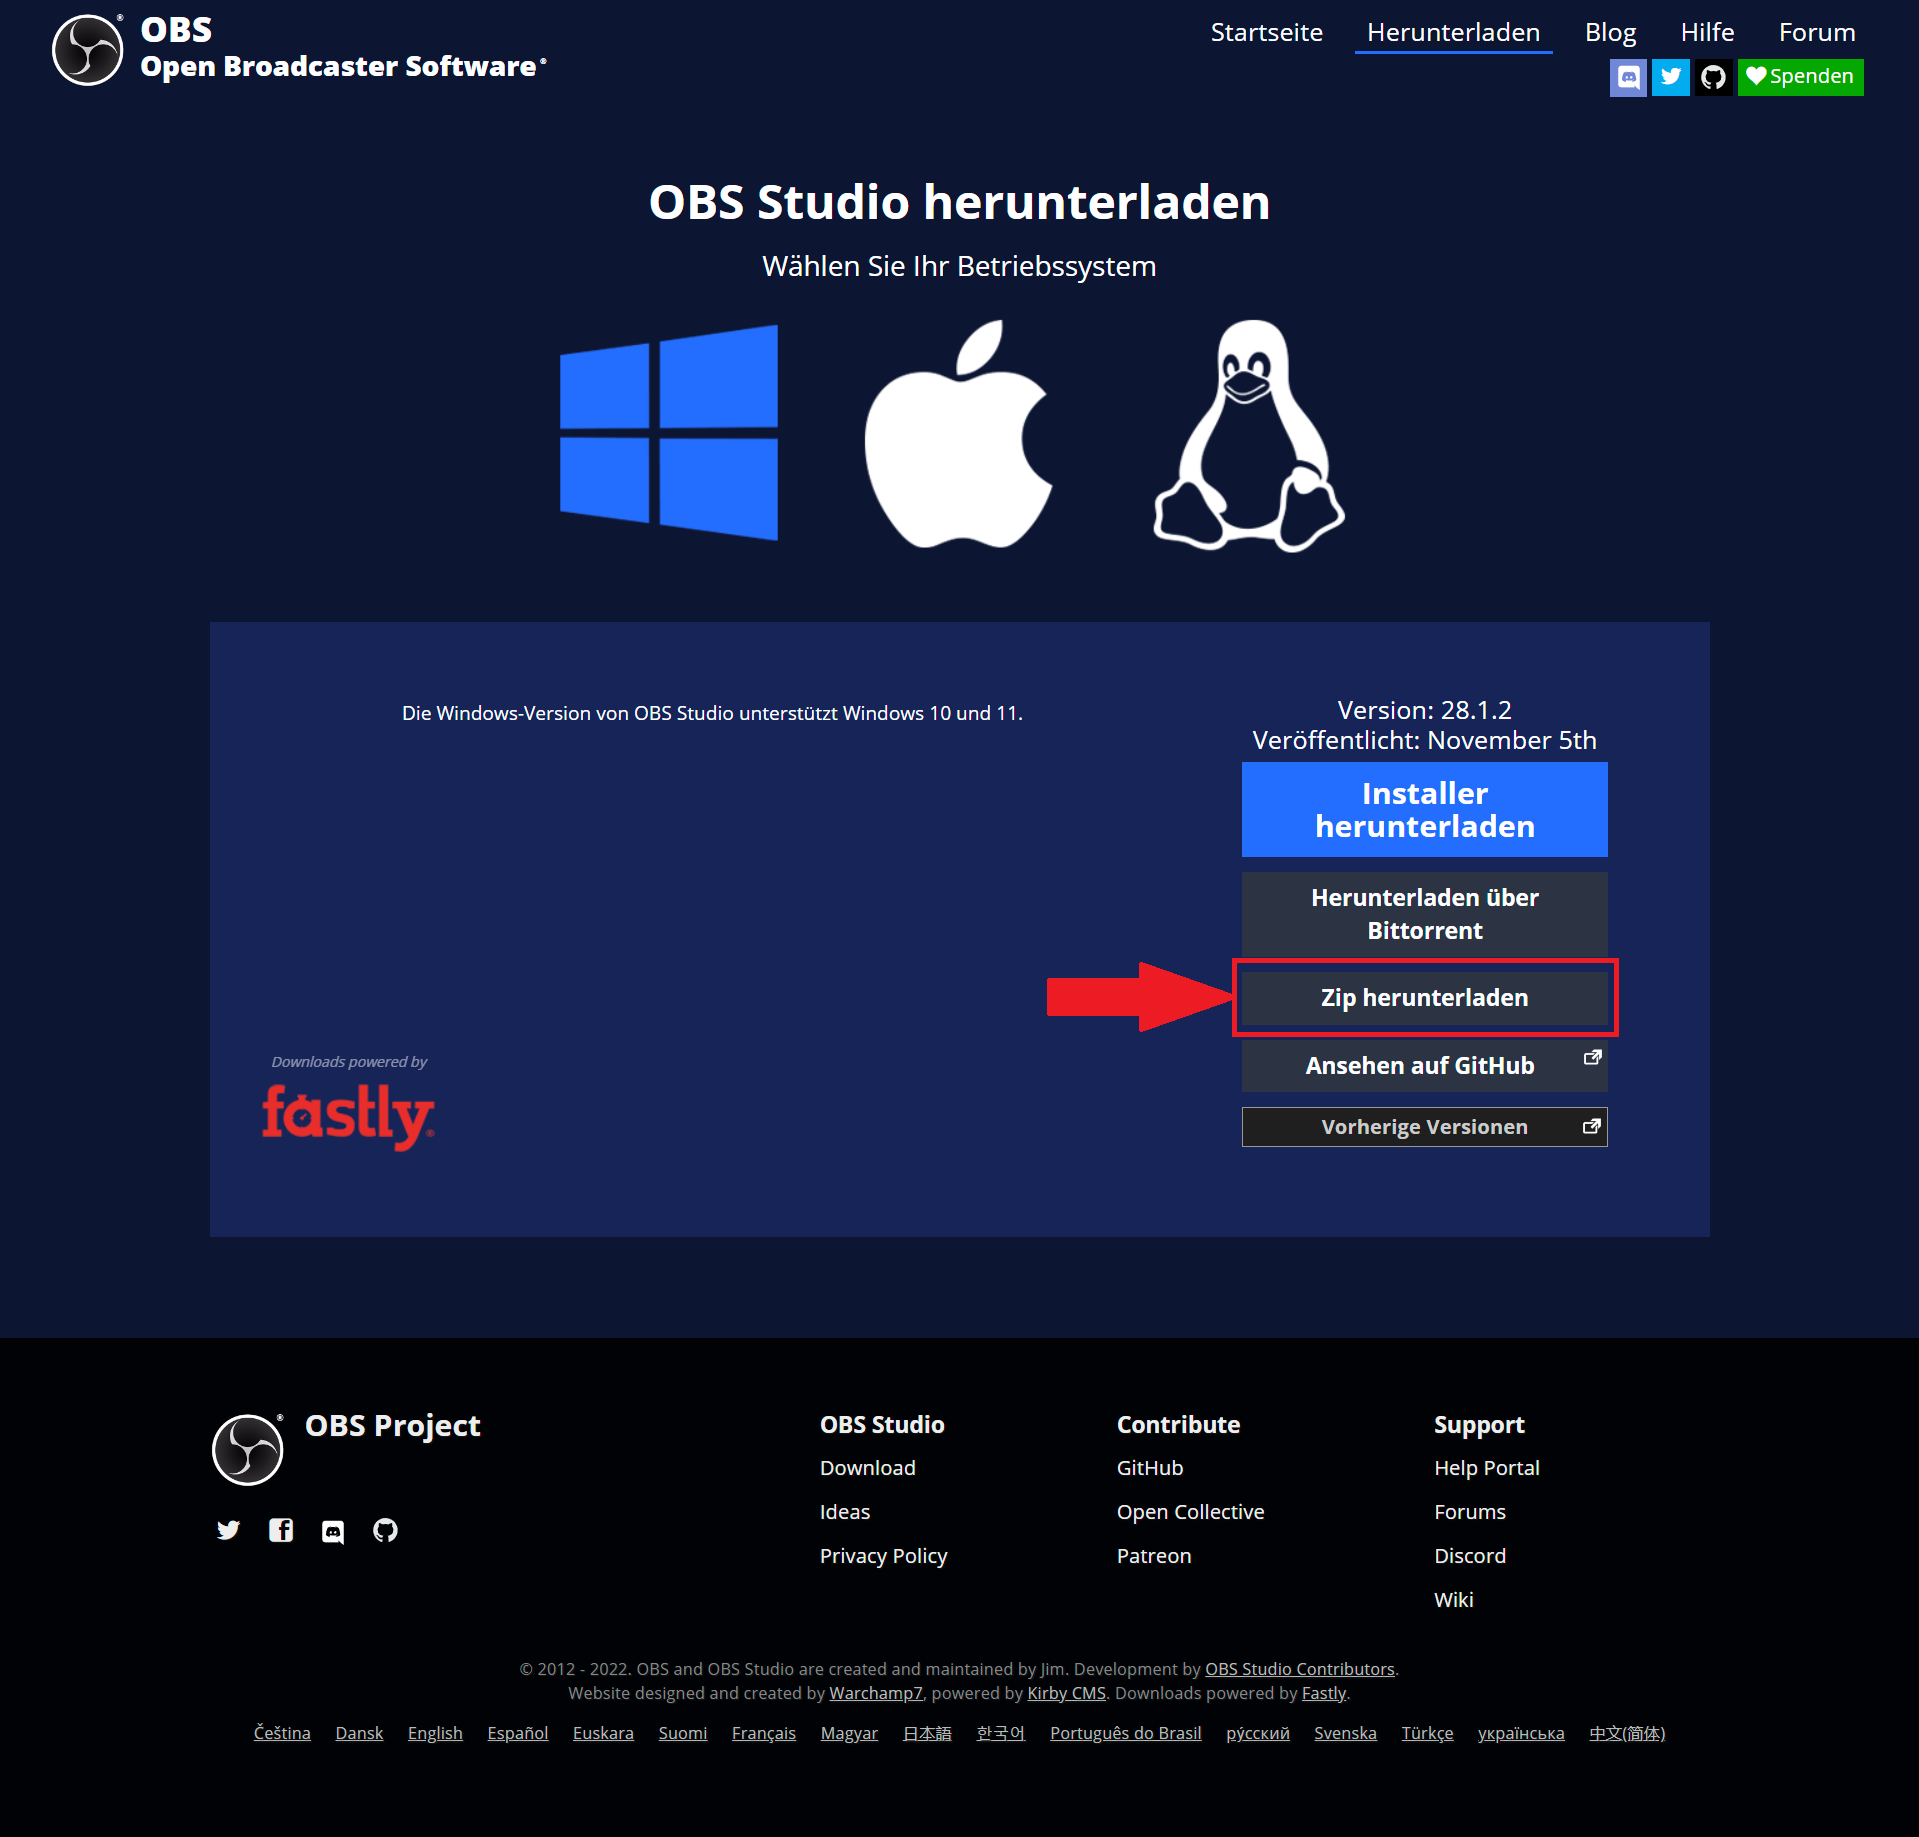 OBS
Open Broadcaster Software®
Startseite Herunterladen Blog Hilfe Forum
Spenden
OBS Studio herunterladen
Wählen Sie Ihr Betriebssystem
Die Windows-Version von OBS Studio unterstützt Windows 10 und 11.
Version: 28.1.2
Veröffentlicht: November 5th
Installer
herunterladen
Herunterladen über
Bittorrent
Zip herunterladen
Ansehen auf GitHub
Vorherige Versionen
Downloads powered by
fastly®
OBS Project
OBS Studio
Download
Ideas
Privacy Policy
Contribute
GitHub
Open Collective
Patreon
Support
Help Portal
Forums
Discord
Wiki
© 2012 - 2022. OBS and OBS Studio are created and maintained by Jim. Development by OBS Studio Contributors.
Website designed and created by Warchamp7, powered by Kirby CMS. Downloads powered by Fastly.
Čeština Dansk English Español Euskara Suomi Français Magyar 日本語 한국어 Português do Brasil ру́сский Svenska Türkçe українська 中文(简体)